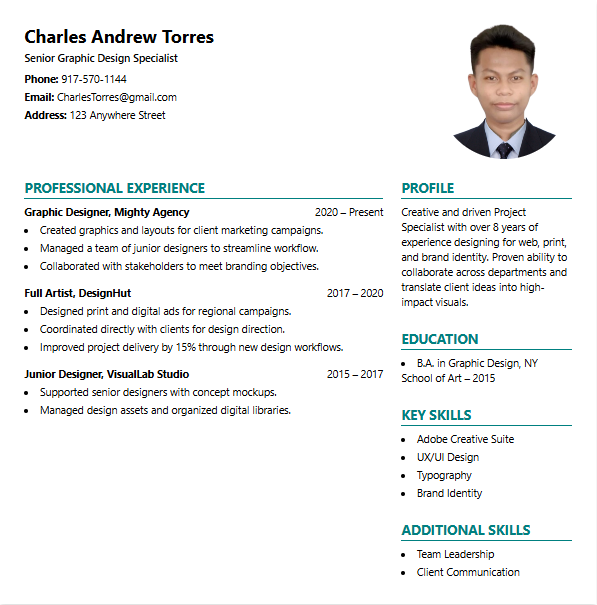 Charles Andrew Torres
Senior Graphic Design Specialist
Phone: 917-570-1144
Email: CharlesTorres@gmail.com
Address: 123 Anywhere Street
PROFESSIONAL EXPERIENCE
Graphic Designer, Mighty Agency 2020 – Present
• Created graphics and layouts for client marketing campaigns.
• Managed a team of junior designers to streamline workflow.
• Collaborated with stakeholders to meet branding objectives.
Full Artist, DesignHut 2017 – 2020
• Designed print and digital ads for regional campaigns.
• Coordinated directly with clients for design direction.
• Improved project delivery by 15% through new design workflows.
Junior Designer, VisualLab Studio 2015 – 2017
• Supported senior designers with concept mockups.
• Managed design assets and organized digital libraries.
PROFILE
Creative and driven Project
Specialist with over 8 years of
experience designing for web, print,
and brand identity. Proven ability to
collaborate across departments and
translate client ideas into high-
impact visuals.
EDUCATION
• B.A. in Graphic Design, NY
School of Art – 2015
KEY SKILLS
• Adobe Creative Suite
• UX/UI Design
• Typography
• Brand Identity
ADDITIONAL SKILLS
• Team Leadership
• Client Communication